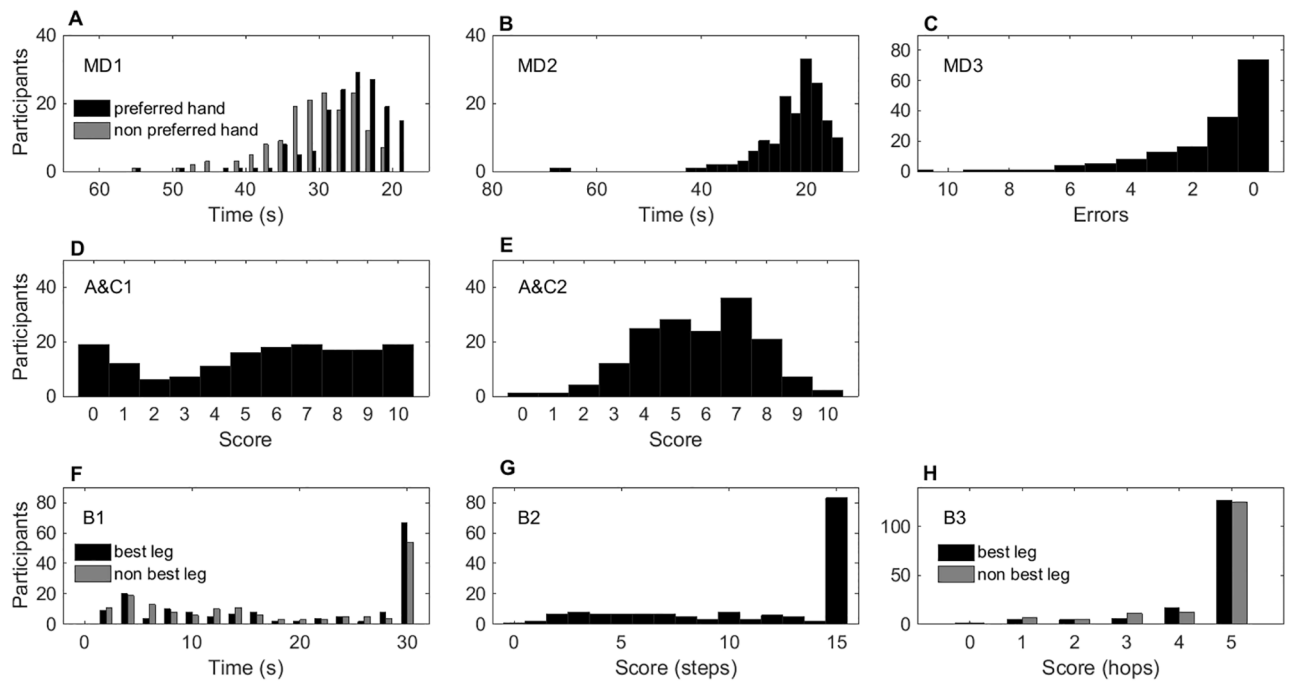 A
B
C
40
20
0
Participants
MD1
preferred hand
non preferred hand
60 50 40 30 20
Time (s)
40
20
0
MD2
80 60 40 20
Time (s)
80
60
40
20
0
MD3
10 8 6 4 2 0
Errors
D
E
40
20
0
Participants
A&C1
0 1 2 3 4 5 6 7 8 9 10
Score
40
20
0
A&C2
0 1 2 3 4 5 6 7 8 9 10
Score
F
G
H
80
60
40
20
0
Participants
B1
best leg
non best leg
0 10 20 30
Time (s)
80
60
40
20
0
B2
5 10 15
Score (steps)
100
50
0
B3
best leg
non best leg
0 1 2 3 4 5
Score (hops)